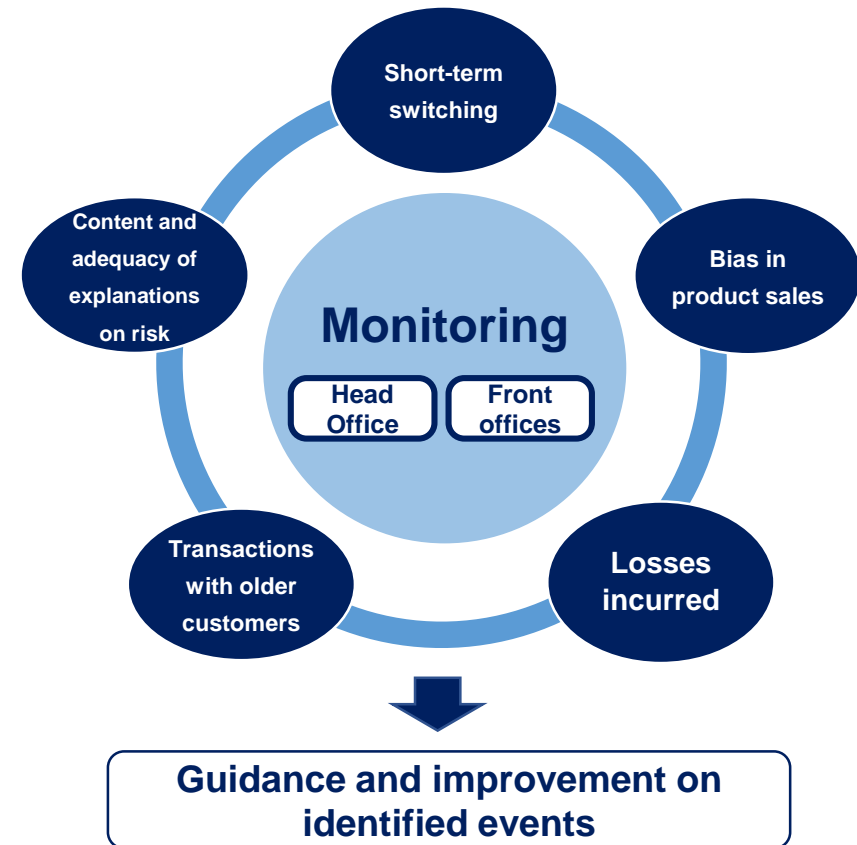 Short-term
switching
Content and
adequacy of
explanations
on risk
Bias in
product sales
Monitoring
Head
Office
Front
offices
Transactions
with older
customers
Losses
incurred
Guidance and improvement on
identified events